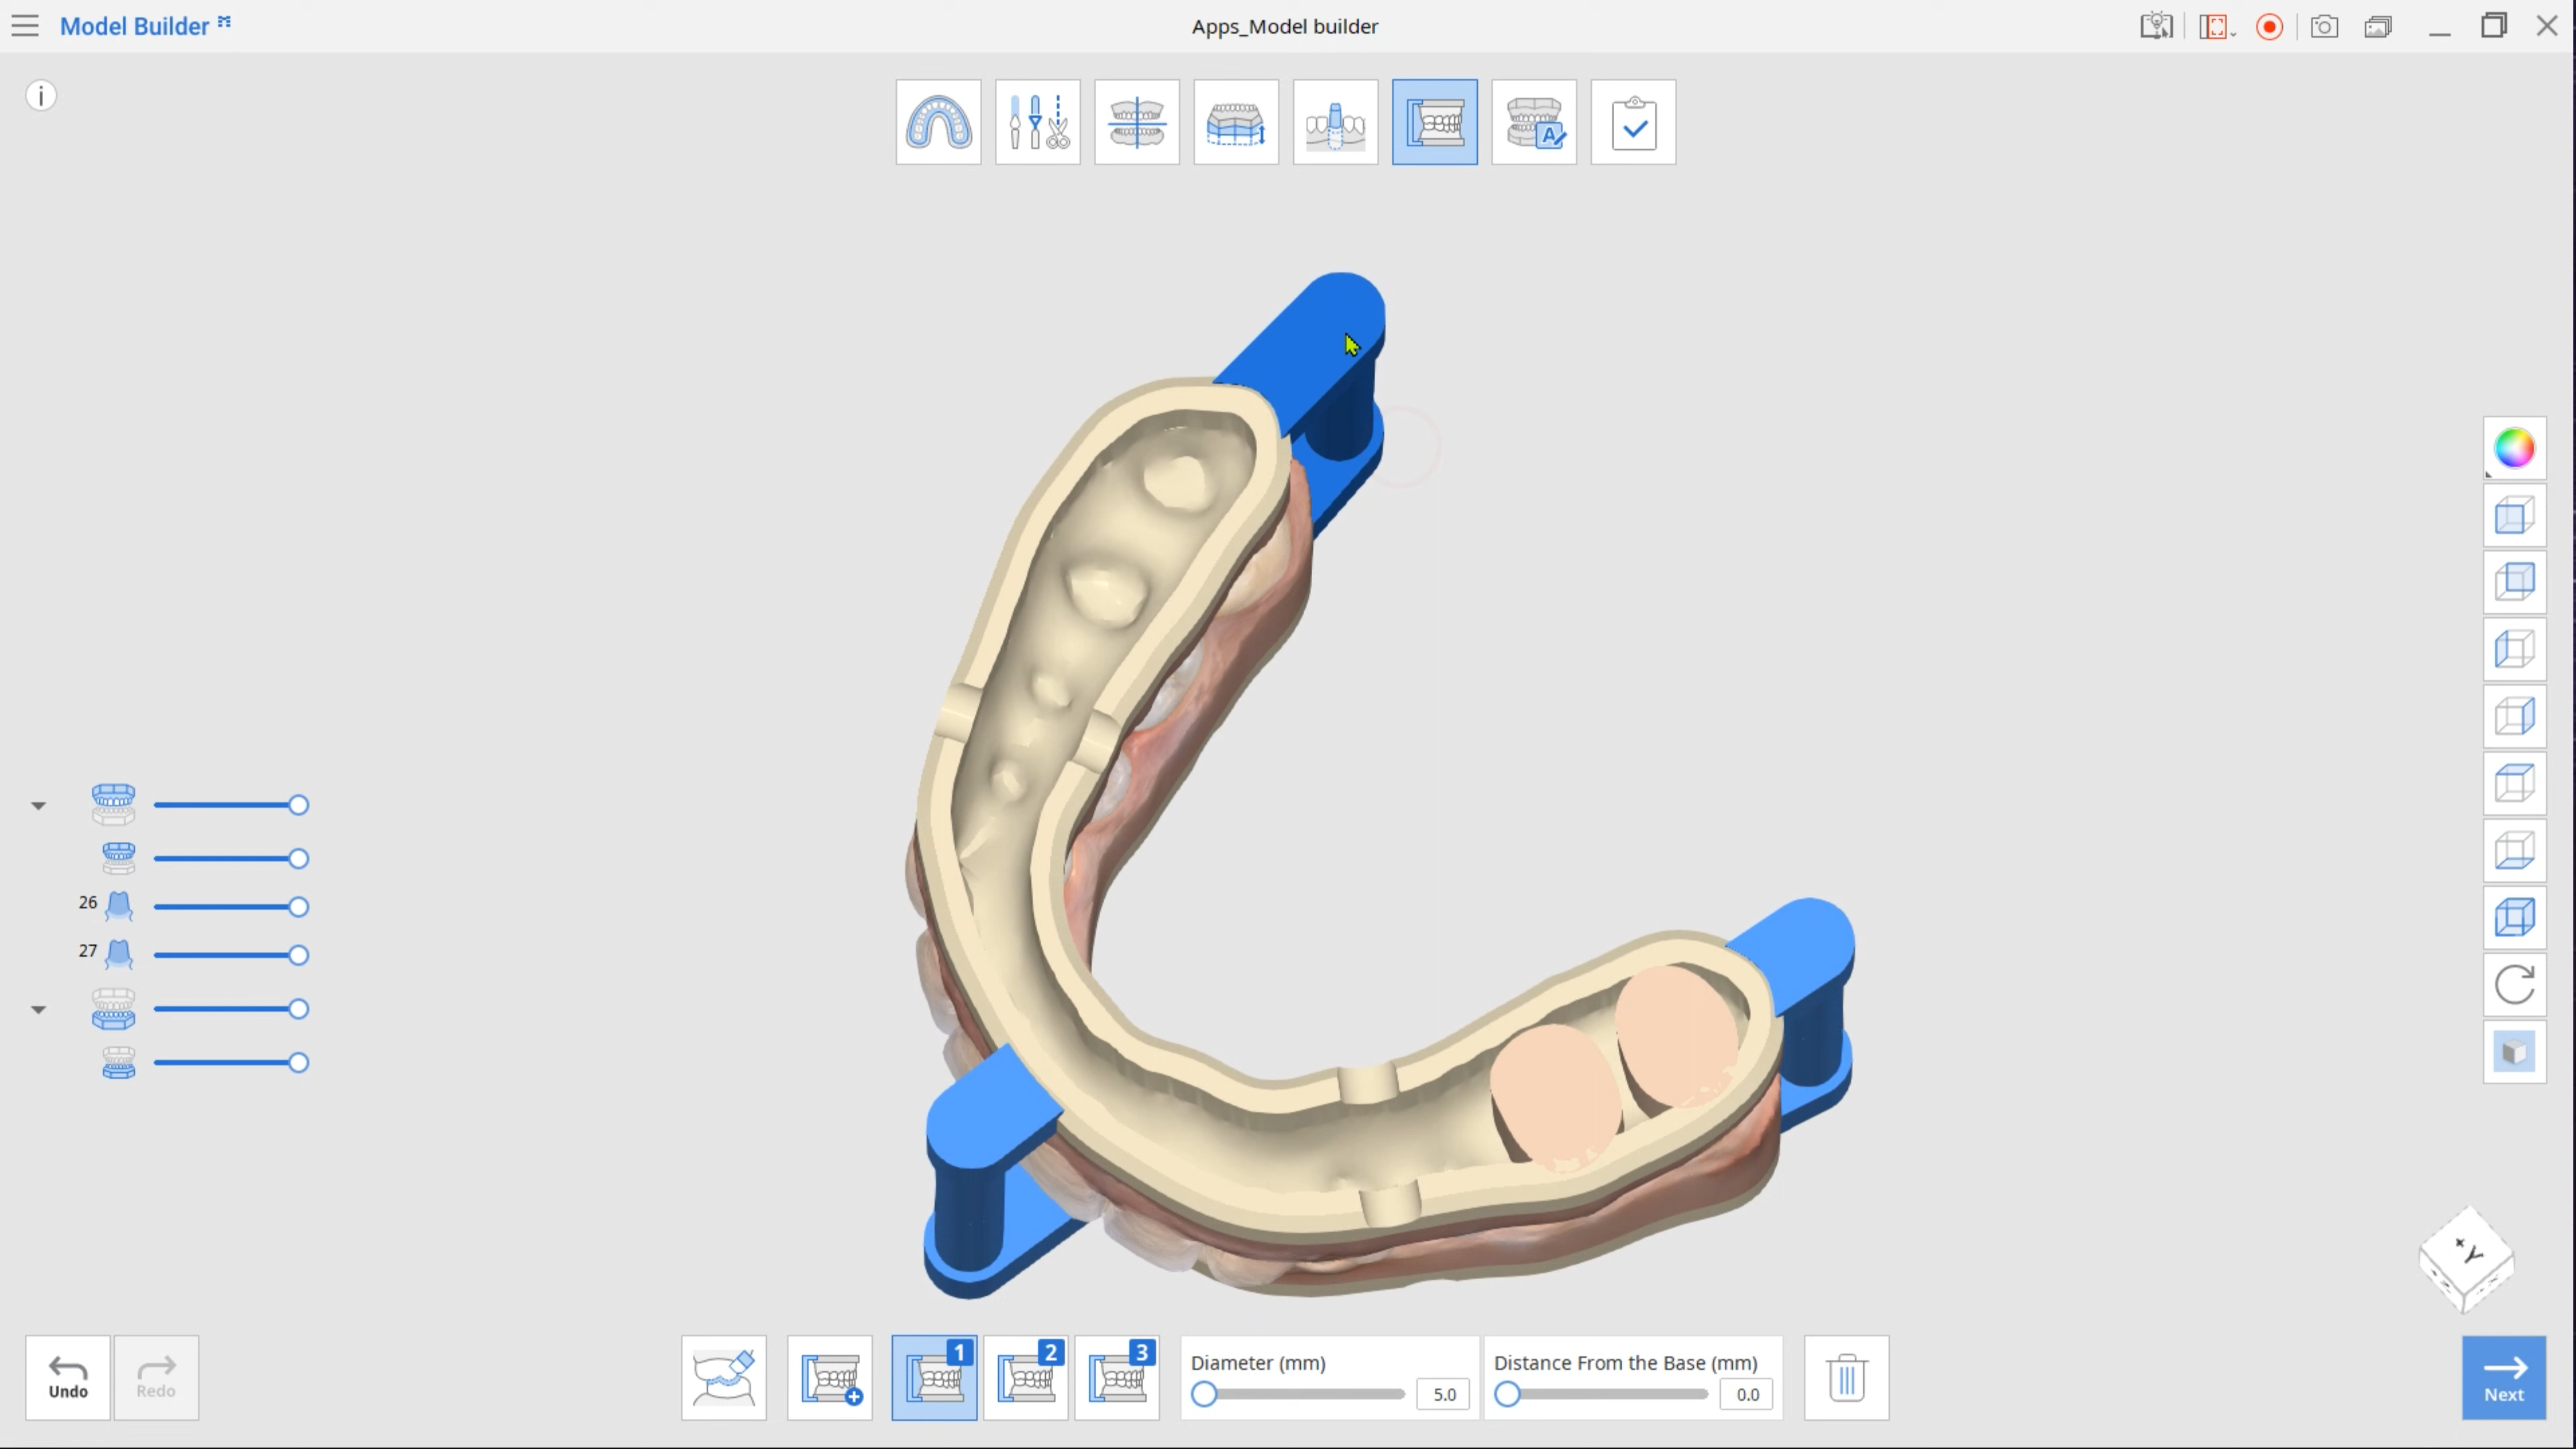 Model Builder
Apps_Model builder
i
A
26
27
+Y
Undo
Redo
1
2
3
Diameter (mm)
5.0
Distance From the Base (mm)
0.0
Next